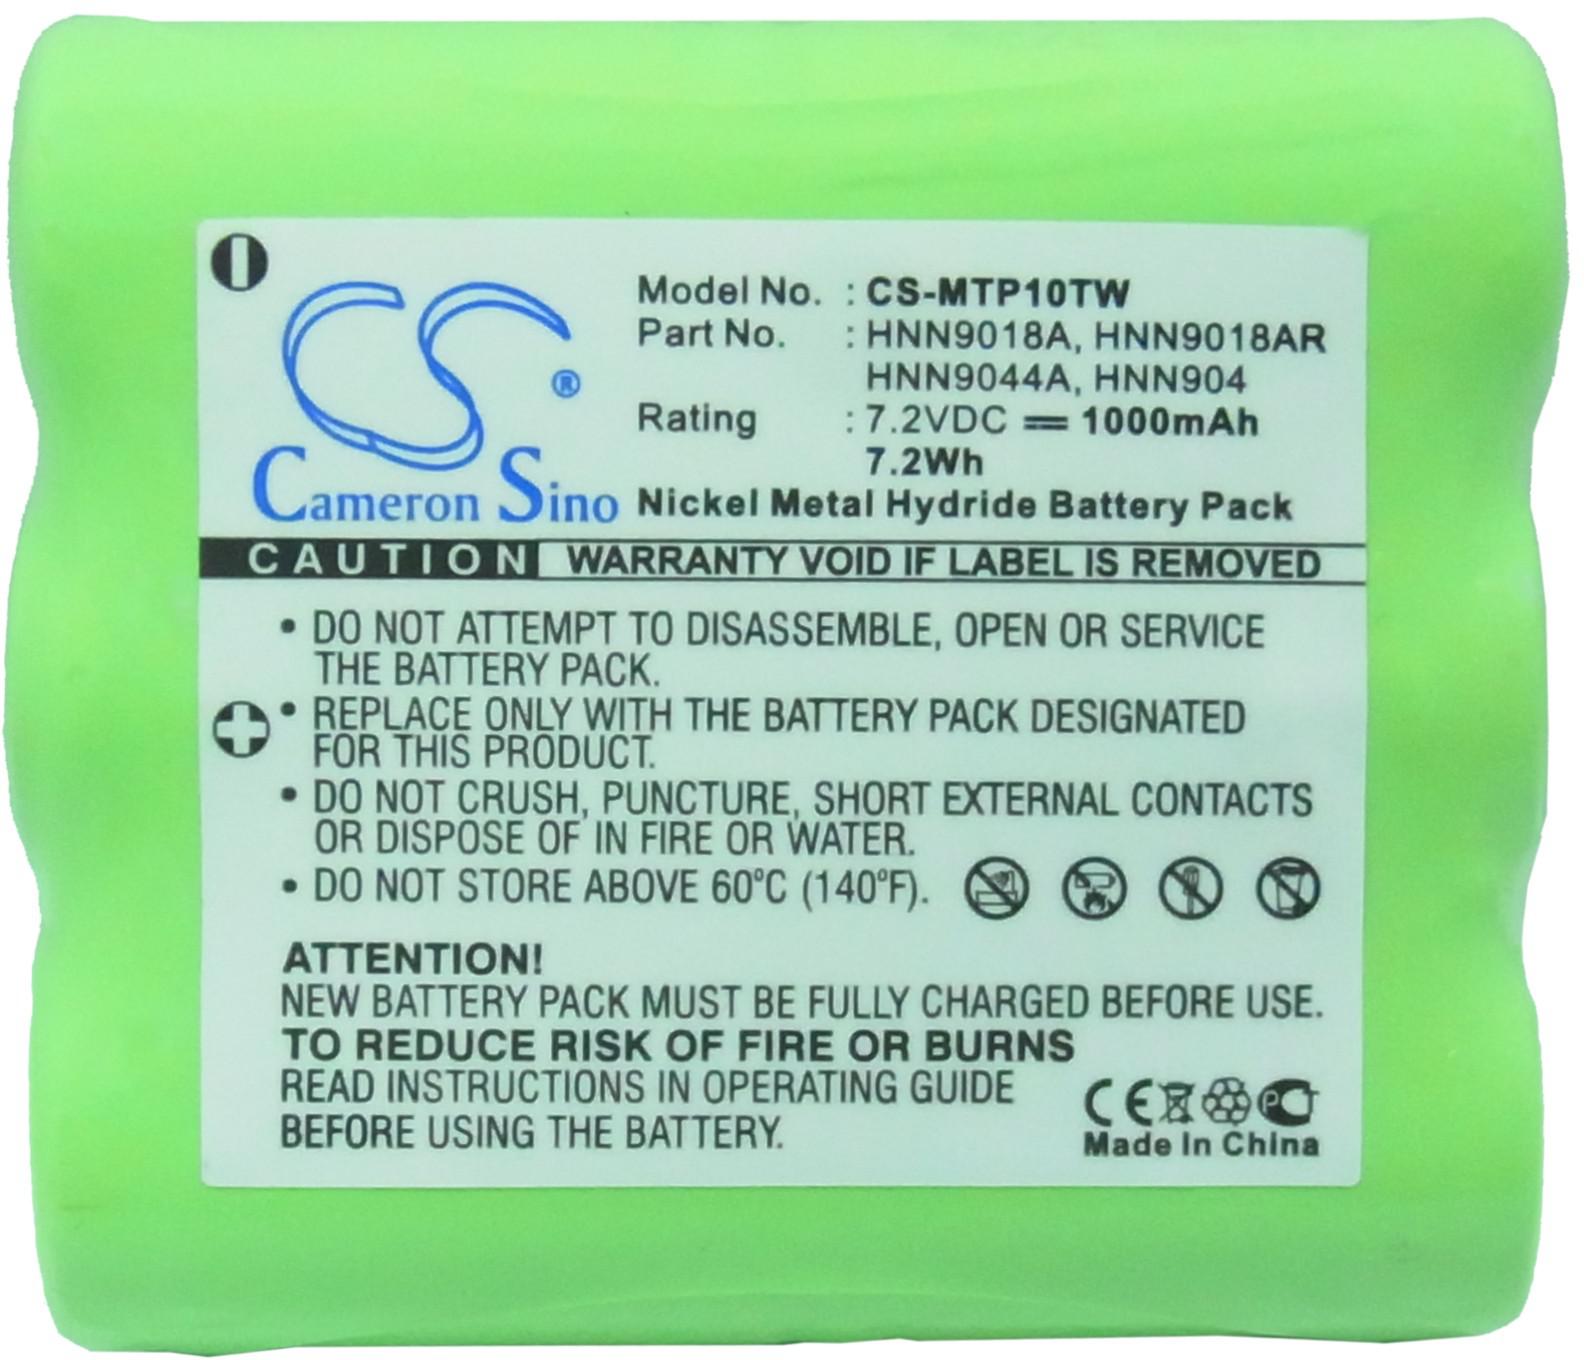 CS
®
Cameron Sino
Model No. : CS-MTP10TW
Part No. : HNN9018A, HNN9018AR
HNN9044A, HNN904
Rating : 7.2VDC ⎓ 1000mAh
7.2Wh
Nickel Metal Hydride Battery Pack
CAUTION WARRANTY VOID IF LABEL IS REMOVED
• DO NOT ATTEMPT TO DISASSEMBLE, OPEN OR SERVICE
THE BATTERY PACK.
• REPLACE ONLY WITH THE BATTERY PACK DESIGNATED
FOR THIS PRODUCT.
• DO NOT CRUSH, PUNCTURE, SHORT EXTERNAL CONTACTS
OR DISPOSE OF IN FIRE OR WATER.
• DO NOT STORE ABOVE 60ºC (140ºF).
ATTENTION!
NEW BATTERY PACK MUST BE FULLY CHARGED BEFORE USE.
TO REDUCE RISK OF FIRE OR BURNS
READ INSTRUCTIONS IN OPERATING GUIDE
BEFORE USING THE BATTERY.
CE PCT
Made In China